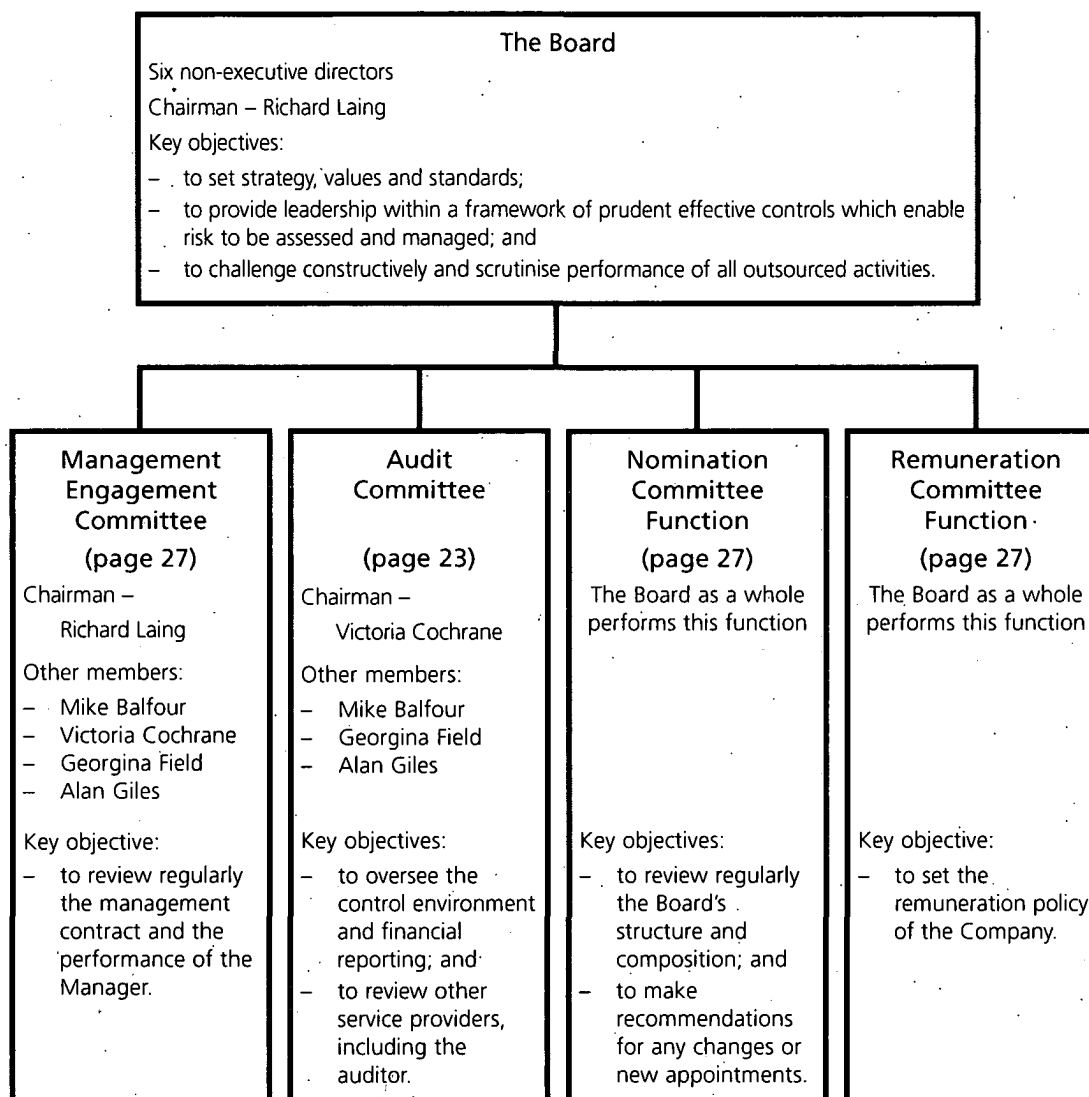 The Board
Six non-executive directors
Chairman – Richard Laing
Key objectives:
– to set strategy, values and standards;
– to provide leadership within a framework of prudent effective controls which enable
risk to be assessed and managed; and
– to challenge constructively and scrutinise performance of all outsourced activities.
Management
Engagement
Committee
(page 27)
Chairman –
Richard Laing
Other members:
– Mike Balfour
– Victoria Cochrane
– Georgina Field
– Alan Giles
Key objective:
– to review regularly
the management
contract and the
performance of the
Manager.
Audit
Committee
(page 23)
Chairman –
Victoria Cochrane
Other members:
– Mike Balfour
– Georgina Field
– Alan Giles
Key objectives:
– to oversee the
control environment
and financial
reporting; and
– to review other
service providers,
including the
auditor.
Nomination
Committee
Function
(page 27)
The Board as a whole
performs this function
Key objectives:
– to review regularly
the Board's
structure and
composition; and
– to make
recommendations
for any changes or
new appointments.
Remuneration
Committee
Function
(page 27)
The Board as a whole
performs this function
Key objective:
– to set the
remuneration policy
of the Company.